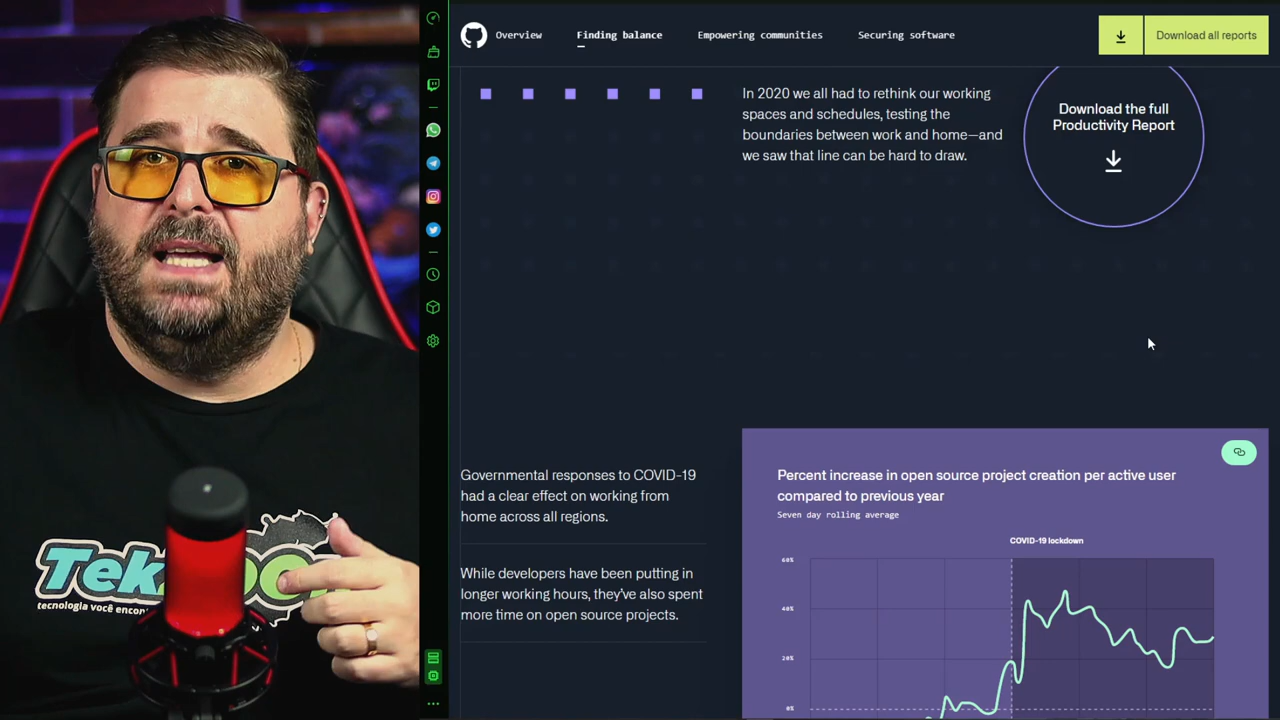 Overview
Finding balance
Empowering communities
Securing software
Download all reports
In 2020 we all had to rethink our working
spaces and schedules, testing the
boundaries between work and home—and
we saw that line can be hard to draw.
Download the full
Productivity Report
Governmental responses to COVID-19
had a clear effect on working from
home across all regions.
While developers have been putting in
longer working hours, they've also spent
more time on open source projects.
Percent increase in open source project creation per active user
compared to previous year
Seven day rolling average
COVID-19 lockdown
60%
40%
20%
0%
Tek
tecnologia você